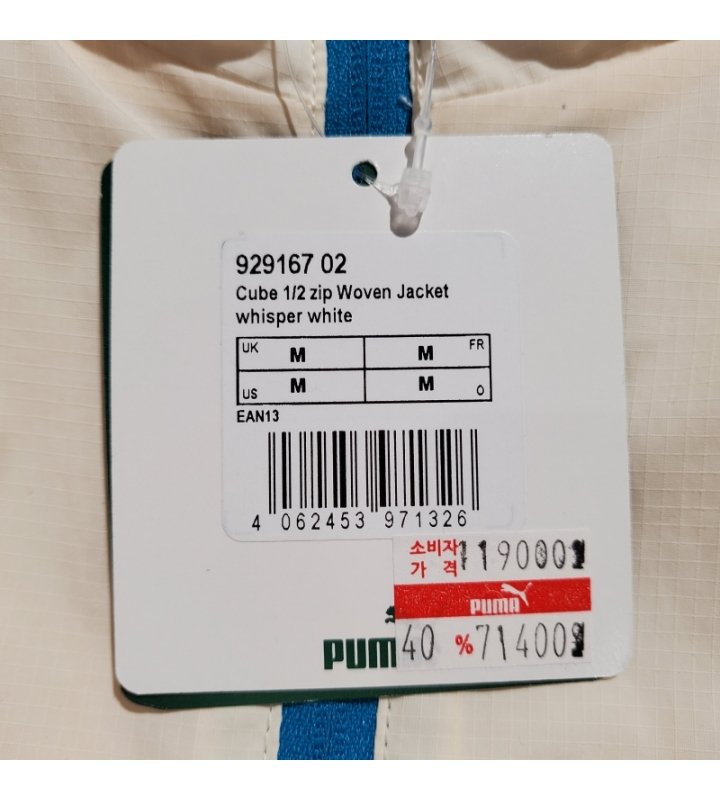 929167 02
Cube 1/2 zip Woven Jacket
whisper white
UK M M FR
US M M O
EAN13
4 062453 971326
소비자
가 격 119000
PUMA
40 % 71400
PUM